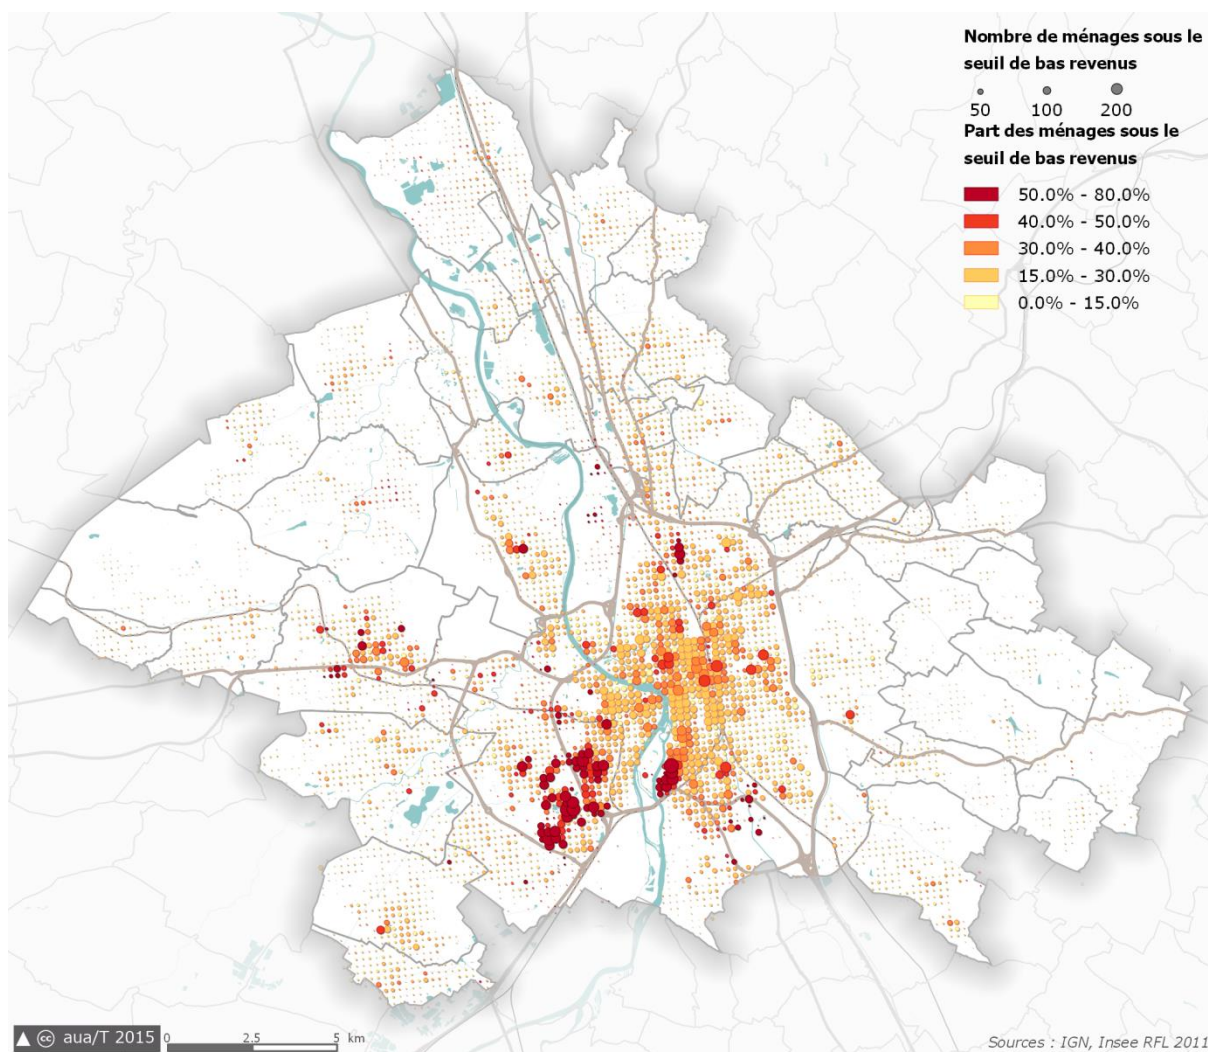 Nombre de ménages sous le
seuil de bas revenus
50 100 200
Part des ménages sous le
seuil de bas revenus
50.0% - 80.0%
40.0% - 50.0%
30.0% - 40.0%
15.0% - 30.0%
0.0% - 15.0%
cc aua/T 2015 0 2.5 5 km
Sources : IGN, Insee RFL 2011